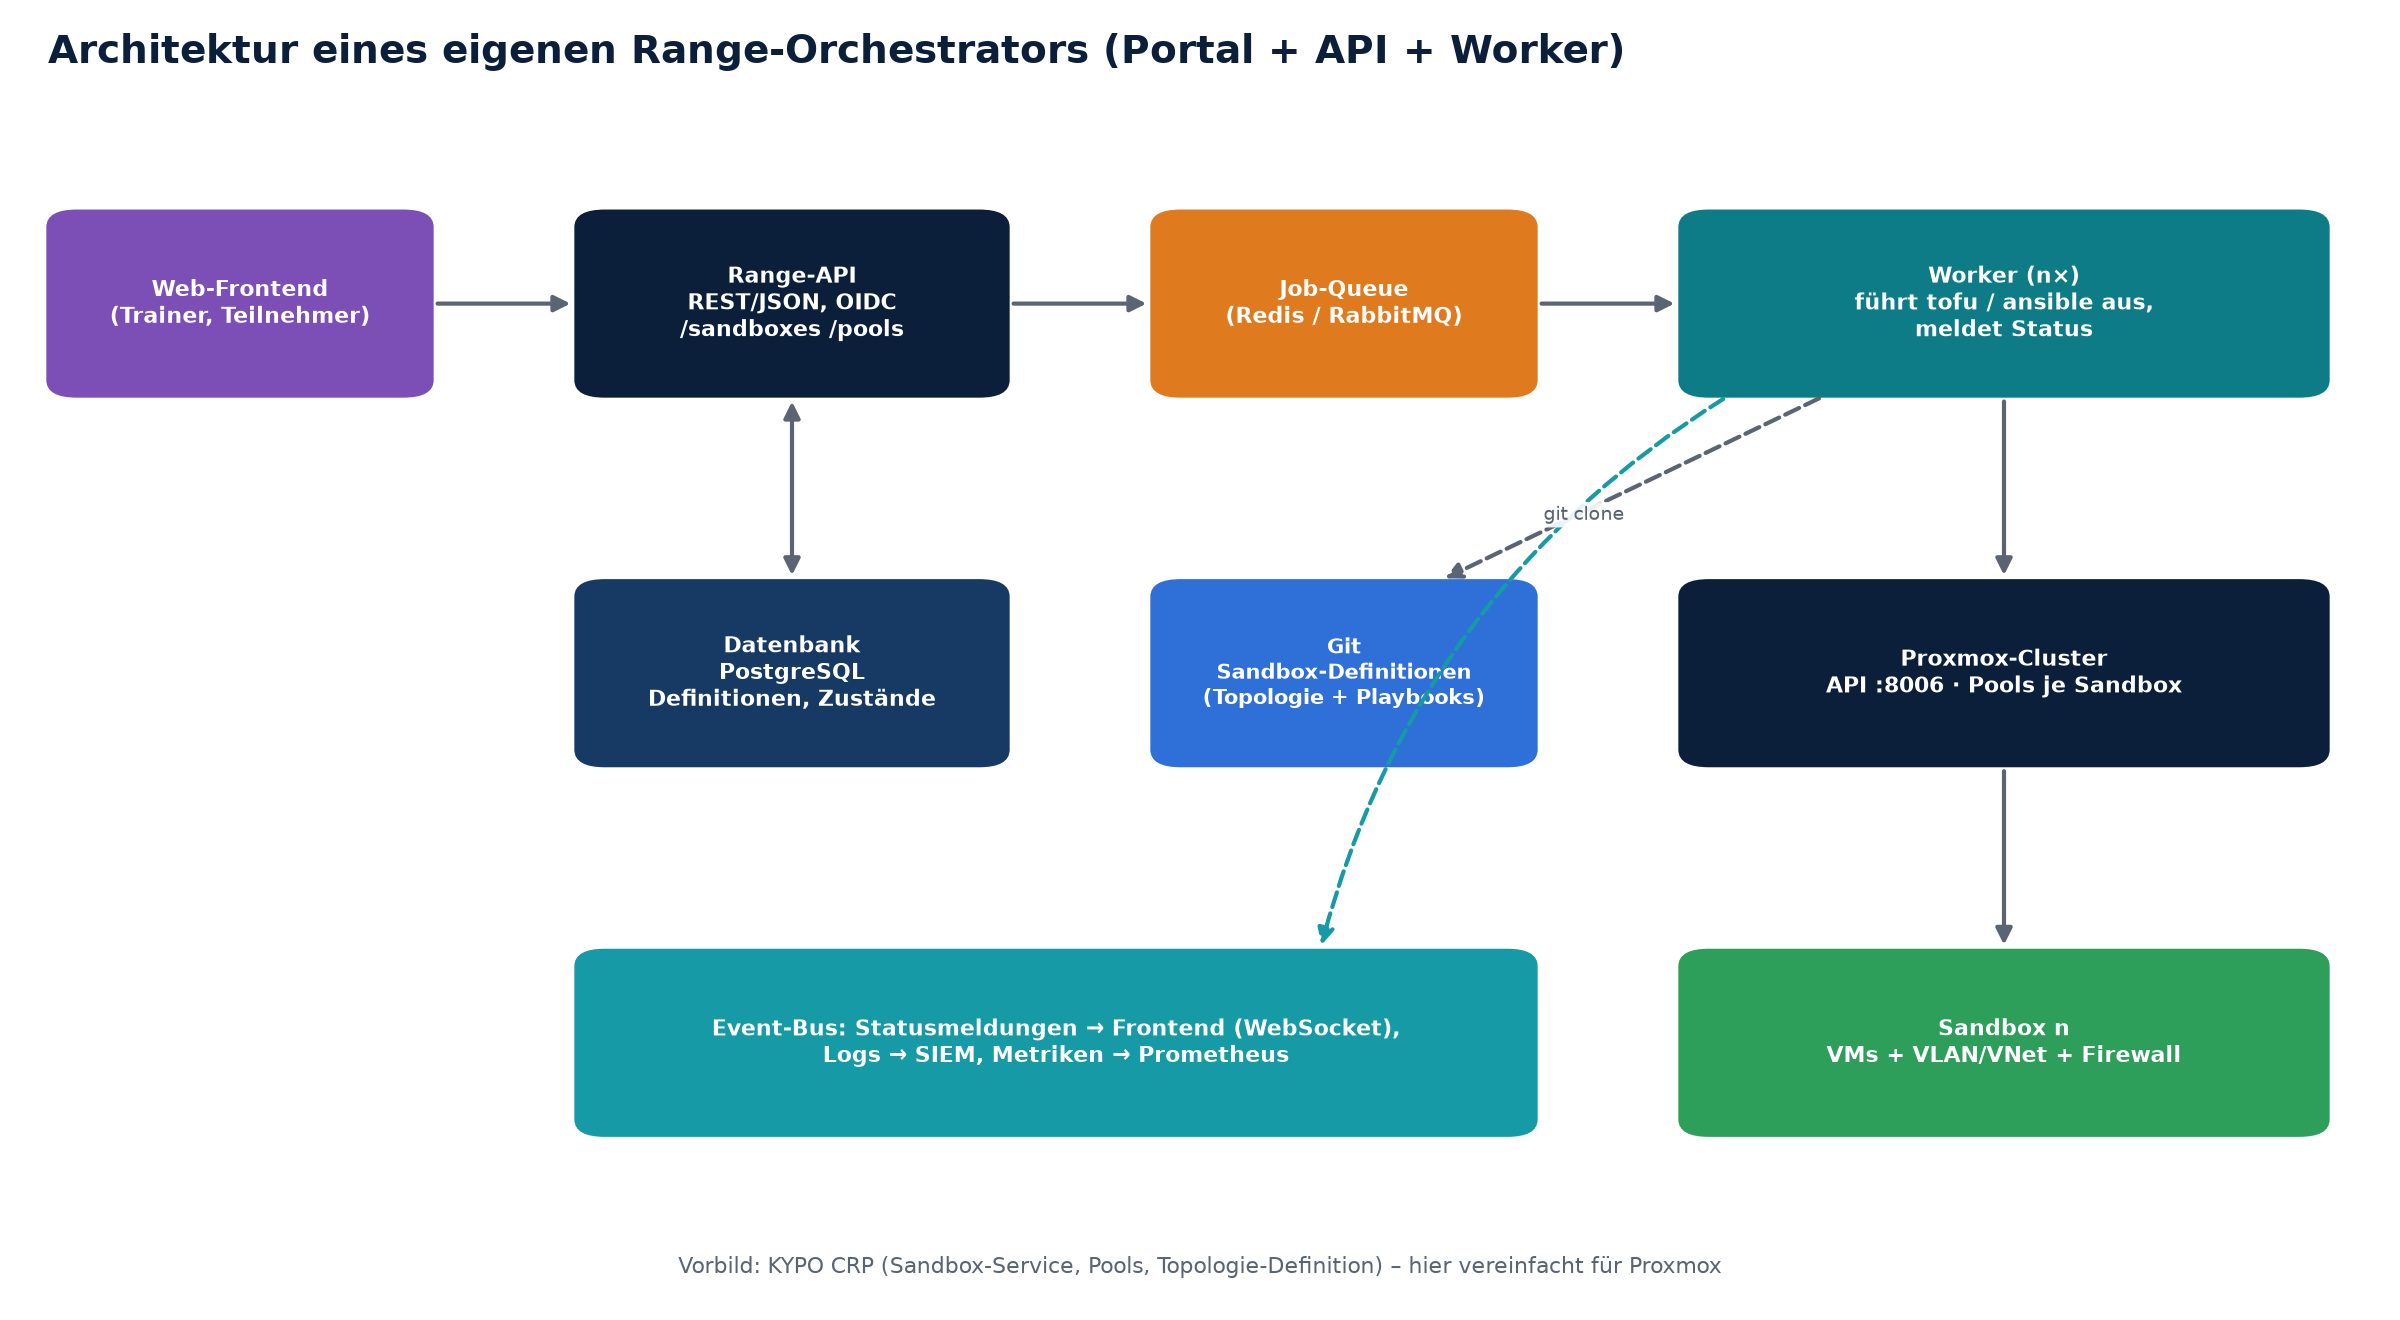 Architektur eines eigenen Range-Orchestrators (Portal + API + Worker)
Web-Frontend
(Trainer, Teilnehmer)
Range-API
REST/JSON, OIDC
/sandboxes /pools
Job-Queue
(Redis / RabbitMQ)
Worker (n×)
führt tofu / ansible aus,
meldet Status
git clone
Datenbank
PostgreSQL
Definitionen, Zustände
Git
Sandbox-Definitionen
(Topologie + Playbooks)
Proxmox-Cluster
API :8006 · Pools je Sandbox
Event-Bus: Statusmeldungen → Frontend (WebSocket),
Logs → SIEM, Metriken → Prometheus
Sandbox n
VMs + VLAN/VNet + Firewall
Vorbild: KYPO CRP (Sandbox-Service, Pools, Topologie-Definition) – hier vereinfacht für Proxmox